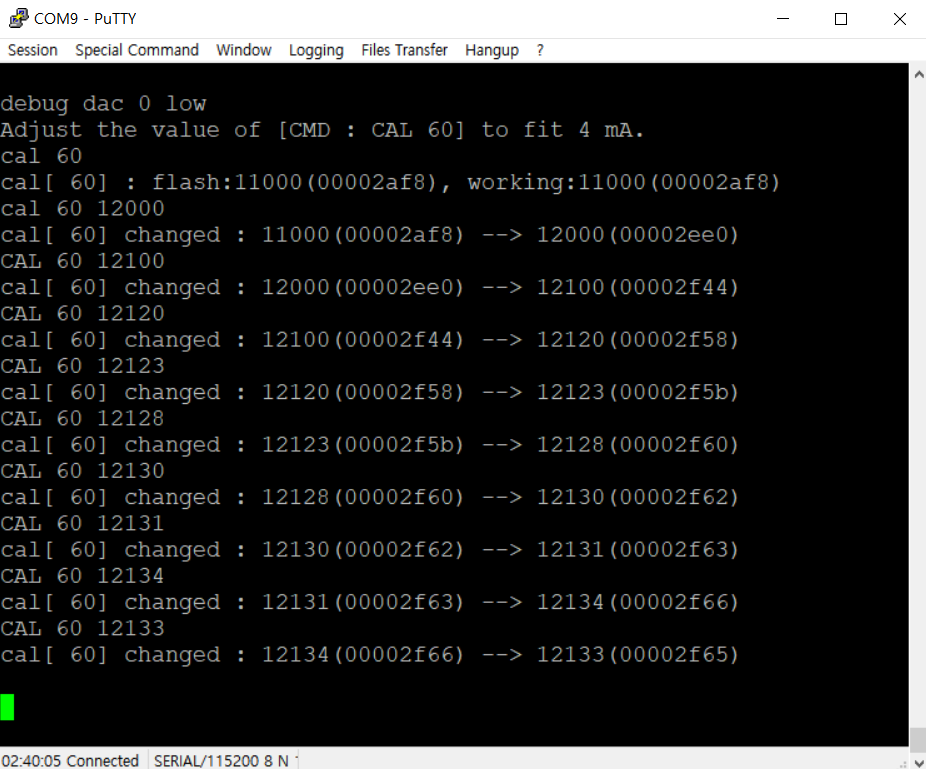 COM9 - PuTTY
Session Special Command Window Logging Files Transfer Hangup ?
debug dac 0 low
Adjust the value of [CMD : CAL 60] to fit 4 mA.
cal 60
cal[ 60] : flash:11000(00002af8), working:11000(00002af8)
cal 60 12000
cal[ 60] changed : 11000(00002af8) --> 12000(00002ee0)
CAL 60 12100
cal[ 60] changed : 12000(00002ee0) --> 12100(00002f44)
CAL 60 12120
cal[ 60] changed : 12100(00002f44) --> 12120(00002f58)
CAL 60 12123
cal[ 60] changed : 12120(00002f58) --> 12123(00002f5b)
CAL 60 12128
cal[ 60] changed : 12123(00002f5b) --> 12128(00002f60)
CAL 60 12130
cal[ 60] changed : 12128(00002f60) --> 12130(00002f62)
CAL 60 12131
cal[ 60] changed : 12130(00002f62) --> 12131(00002f63)
CAL 60 12134
cal[ 60] changed : 12131(00002f63) --> 12134(00002f66)
CAL 60 12133
cal[ 60] changed : 12134(00002f66) --> 12133(00002f65)
02:40:05 Connected SERIAL/115200 8 N